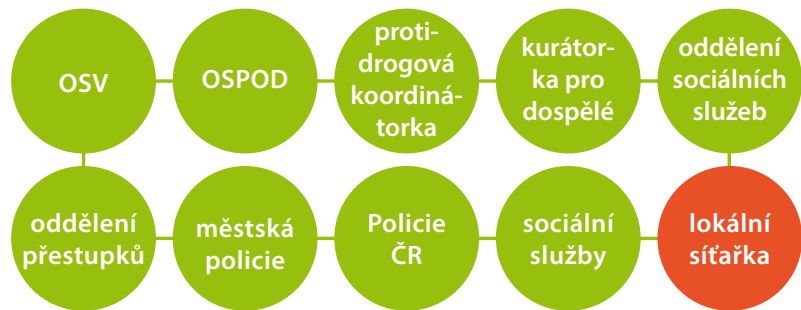 OSV
OSPOD
proti-
drogová
koordiná-
torka
kurátor-
ka pro
dospělé
oddělení
sociálních
služeb
oddělení
přestupků
městská
policie
Policie
ČR
sociální
služby
lokální
síťařka